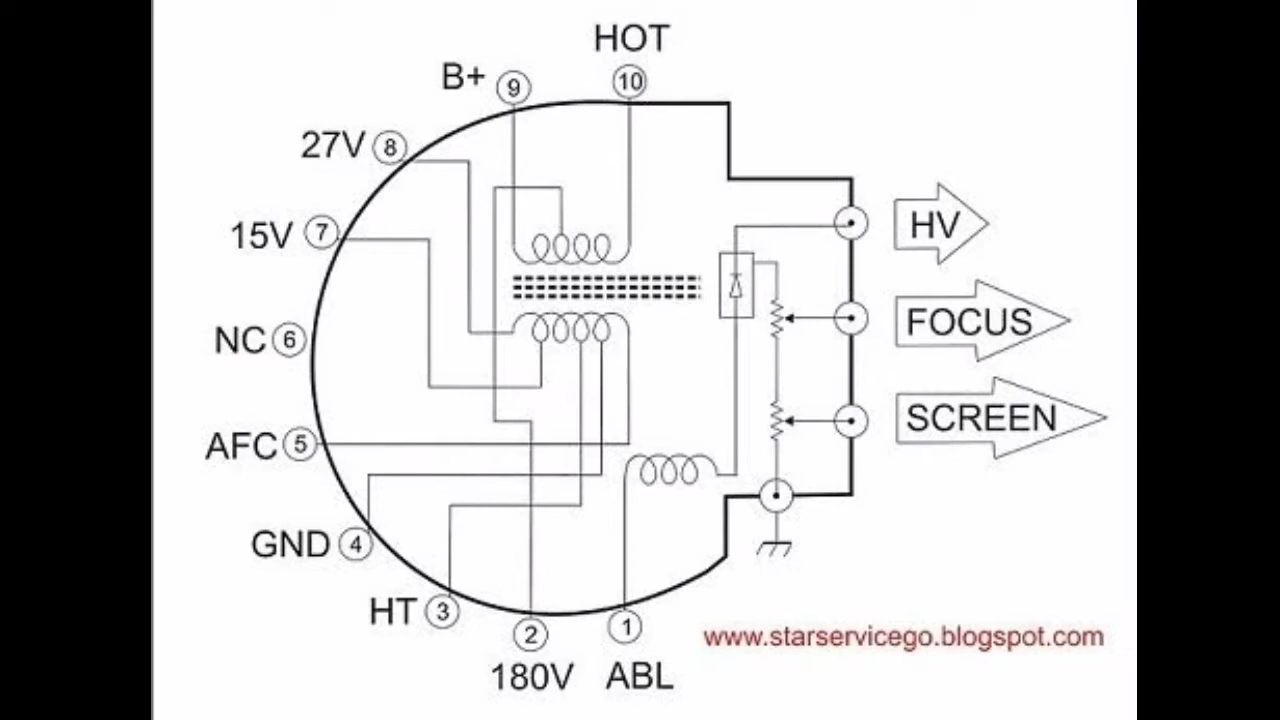 HOT
10
B+
9
27V
8
15V
7
NC
6
AFC
5
GND
4
HT
3
2
180V
1
ABL
HV
FOCUS
SCREEN
www.starservicego.blogspot.com